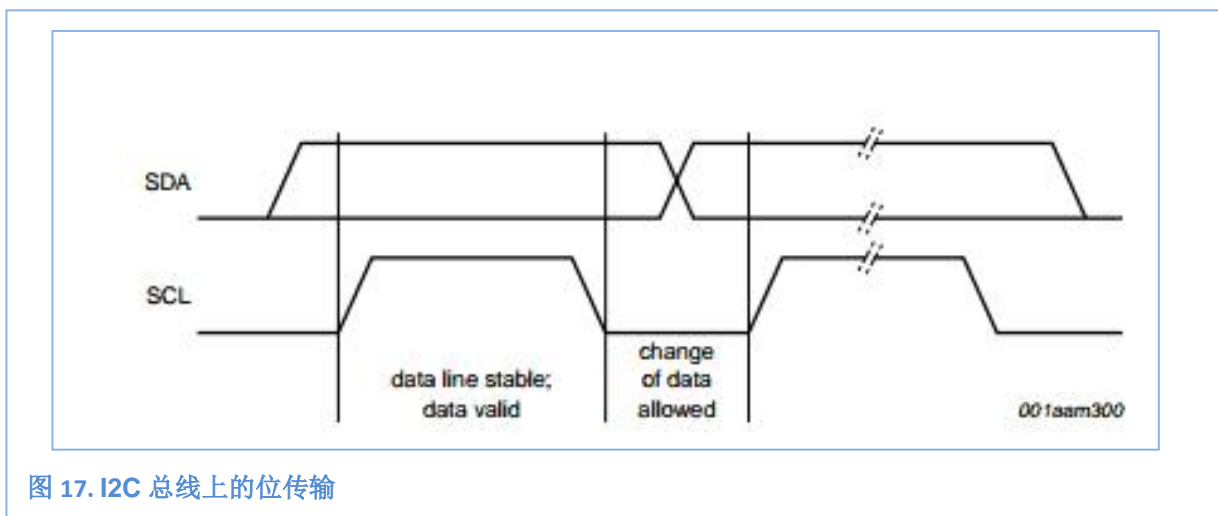 SDA
SCL
data line stable;
data valid
change
of data
allowed
001aam300
图 17. I2C 总线上的位传输